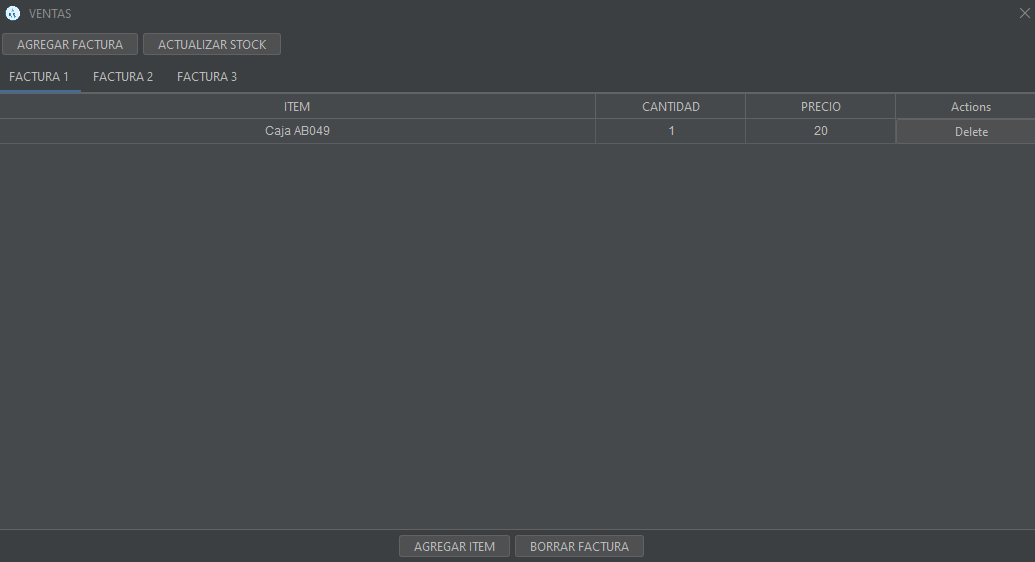 VENTAS
AGREGAR FACTURA ACTUALIZAR STOCK
FACTURA 1 FACTURA 2 FACTURA 3
ITEM CANTIDAD PRECIO Actions
Caja AB049 1 20 Delete
AGREGAR ITEM BORRAR FACTURA